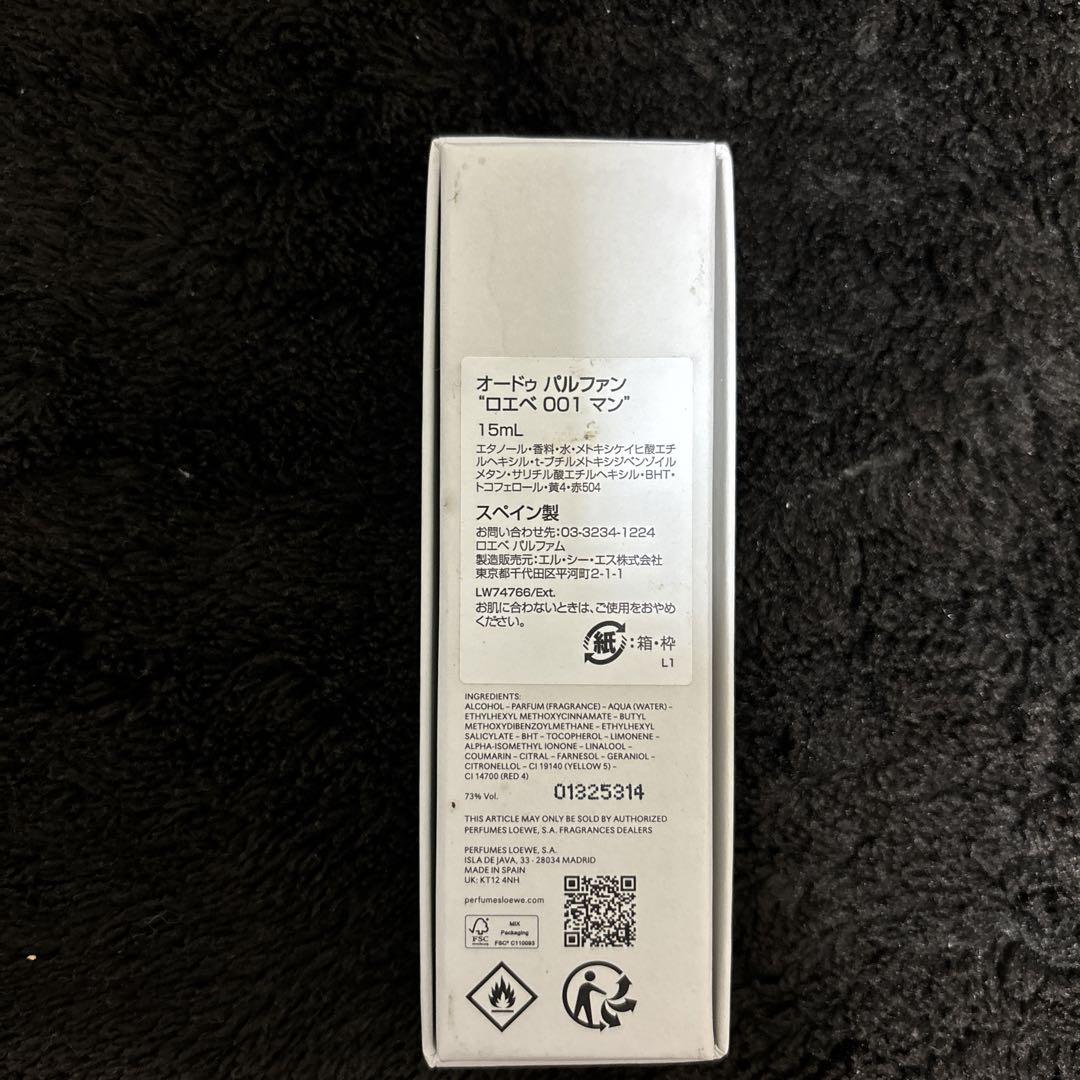 オードゥ パルファン
“ロエベ 001 マン”
15mL
エタノール・香料・水・メトキシケイヒ酸エチ
ルヘキシル・t-ブチルメトキシジベンゾイル
メタン・サリチル酸エチルヘキシル・BHT・
トコフェロール・黄4・赤504
スペイン製
お問い合わせ先:03-3234-1224
ロエベ パルファム
製造販売元:エル・シー・エス株式会社
東京都千代田区平河町2-1-1
LW74766/Ext.
お肌に合わないときは、ご使用をおやめ
ください。
紙:箱・枠
L1
INGREDIENTS:
ALCOHOL – PARFUM (FRAGRANCE) – AQUA (WATER) –
ETHYLHEXYL METHOXYCINNAMATE – BUTYL
METHOXYDIBENZOYLMETHANE – ETHYLHEXYL
SALICYLATE – BHT – TOCOPHEROL – LIMONENE –
ALPHA-ISOMETHYL IONONE – LINALOOL –
COUMARIN – CITRAL – FARNESOL – GERANIOL –
CITRONELLOL – CI 19140 (YELLOW 5) –
CI 14700 (RED 4)
73% Vol.
01325314
THIS ARTICLE MAY ONLY BE SOLD BY AUTHORIZED
PERFUMES LOEWE, S.A. FRAGRANCES DEALERS
PERFUMES LOEWE, S.A.
ISLA DE JAVA, 33 - 28034 MADRID
MADE IN SPAIN
UK: KT12 4NH
perfumesloewe.com
FSC
MIX
Packaging
FSC® C110093